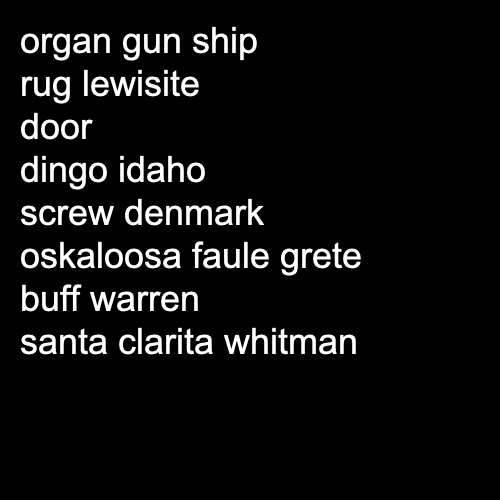 organ gun ship
rug lewisite
door
dingo idaho
screw denmark
oskaloosa faule grete
buff warren
santa clarita whitman